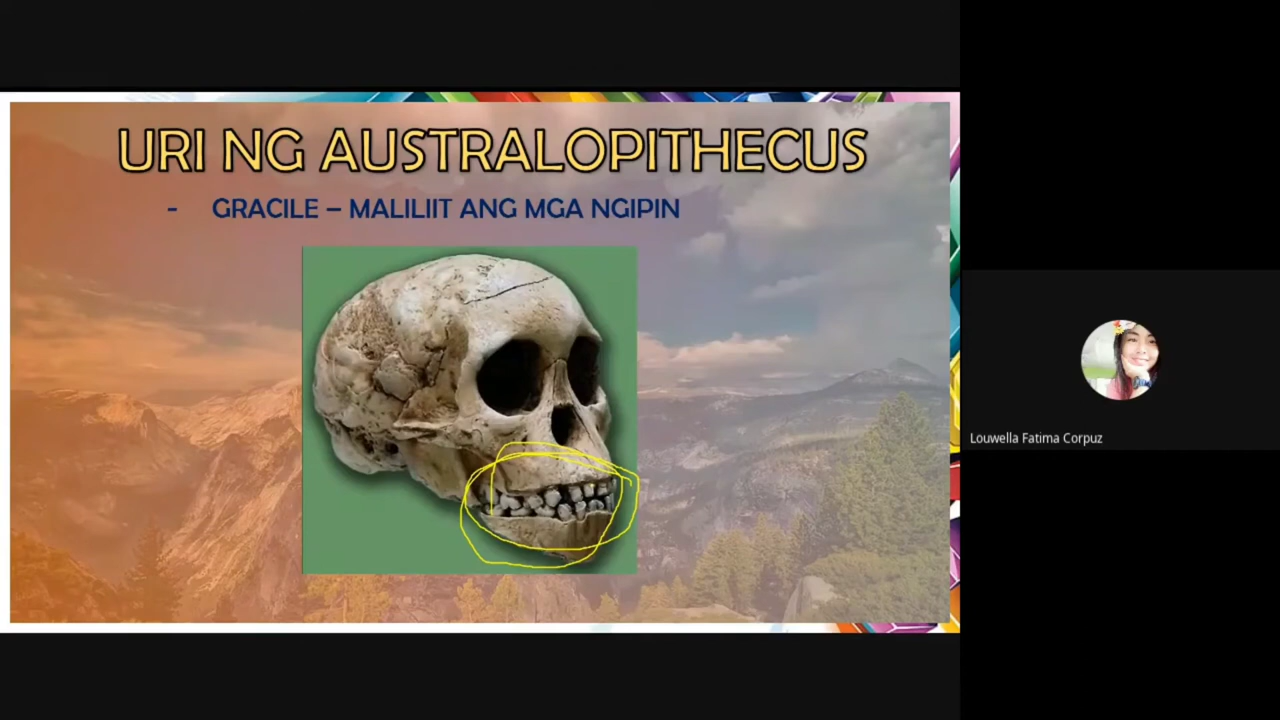 URI NG AUSTRALOPITHECUS
- GRACILE – MALILIIT ANG MGA NGIPIN
Louwella Fatima Corpuz